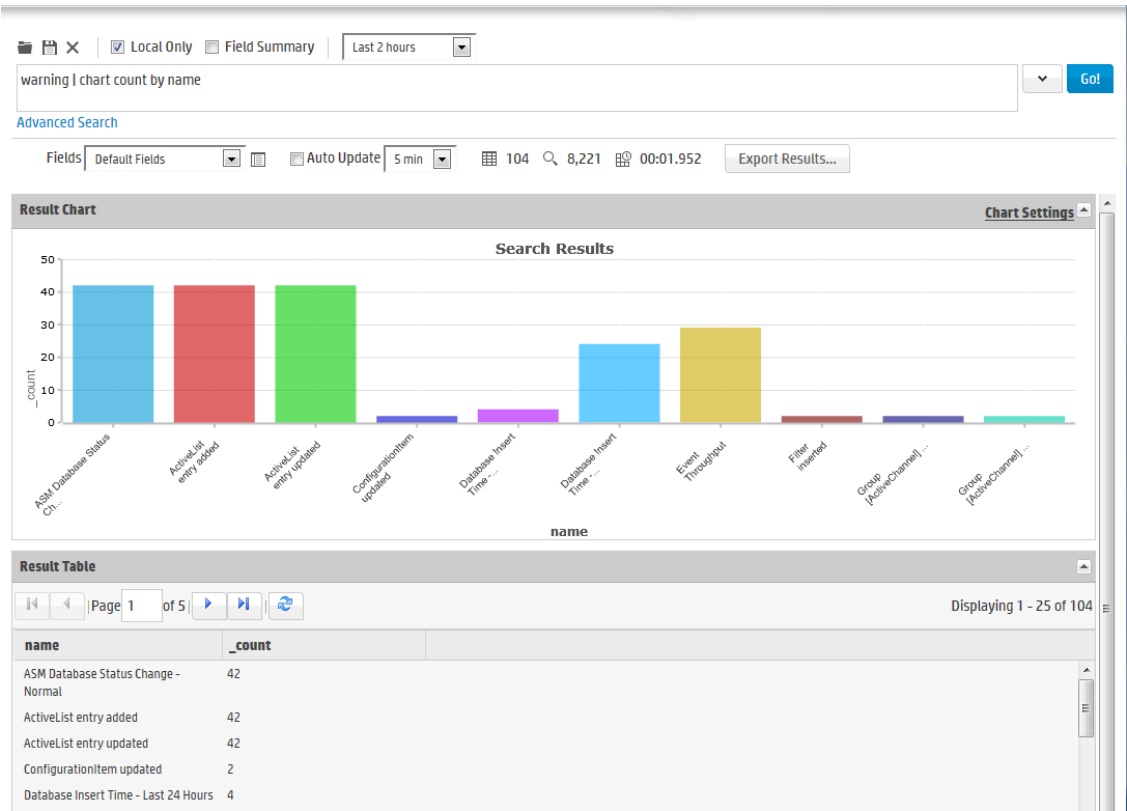 Local Only Field Summary Last 2 hours
warning | chart count by name
Go!
Advanced Search
Fields Default Fields Auto Update 5 min 104 8,221 00:01.952 Export Results...
Result Chart Chart Settings
Search Results
50
40
30
20
10
0
_count
ASM Database Status
Ch...
ActiveList
entry added
ActiveList
entry updated
ConfigurationItem
updated
Database Insert
Time -...
Database Insert
Time -...
Event
Throughput
Filter
inserted
Group
[ActiveChannel] ...
Group
[ActiveChannel] ...
name
Result Table
Page 1 of 5 Displaying 1 - 25 of 104
name _count
ASM Database Status Change - 42
Normal
ActiveList entry added 42
ActiveList entry updated 42
ConfigurationItem updated 2
Database Insert Time - Last 24 Hours 4